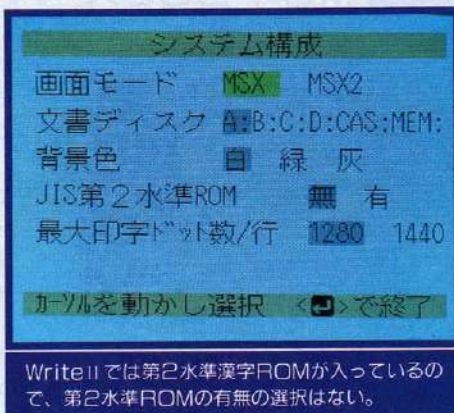 システム構成
画面モード MSX MSX2
文書ディスク A:B:C:D:CAS:MEM:
背景色 白 緑 灰
JIS第2水準ROM 無 有
最大印字ドット数/行 1280 1440
カーソルを動かし選択 <↵>で終了
WriteⅡでは第2水準漢字ROMが入っているの
で、第2水準ROMの有無の選択はない。